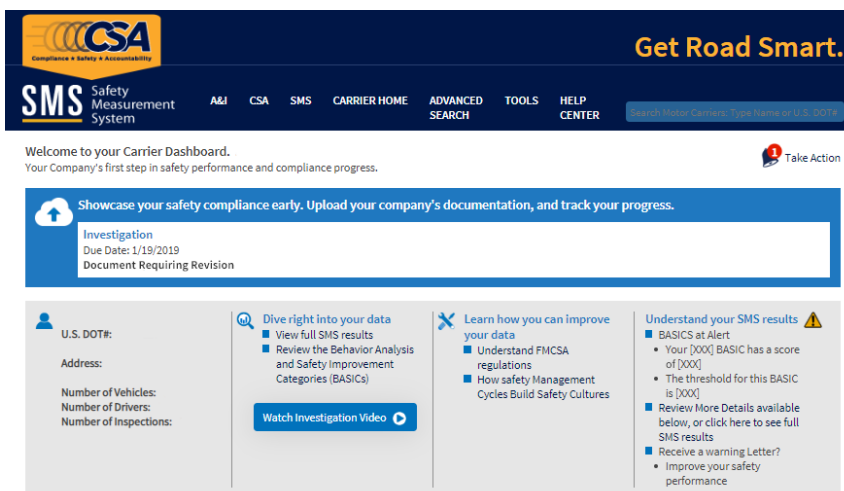 CSA
Compliance ★ Safety ★ Accountability
Get Road Smart.
SMS Safety
Measurement
System
A&I CSA SMS CARRIER HOME ADVANCED
SEARCH TOOLS HELP
CENTER
Search Motor Carriers: Type Name or U.S. DOT#
Welcome to your Carrier Dashboard.
Your Company's first step in safety performance and compliance progress.
1
Take Action
Showcase your safety compliance early. Upload your company's documentation, and track your progress.
Investigation
Due Date: 1/19/2019
Document Requiring Revision
U.S. DOT#:
Address:
Number of Vehicles:
Number of Drivers:
Number of Inspections:
Dive right into your data
View full SMS results
Review the Behavior Analysis
and Safety Improvement
Categories (BASICs)
Watch Investigation Video
Learn how you can improve
your data
Understand FMCSA
regulations
How safety Management
Cycles Build Safety Cultures
Understand your SMS results
BASICS at Alert
• Your [XXX] BASIC has a score
of [XXX]
• The threshold for this BASIC
is [XXX]
Review More Details available
below, or click here to see full
SMS results
Receive a warning Letter?
• Improve your safety
performance